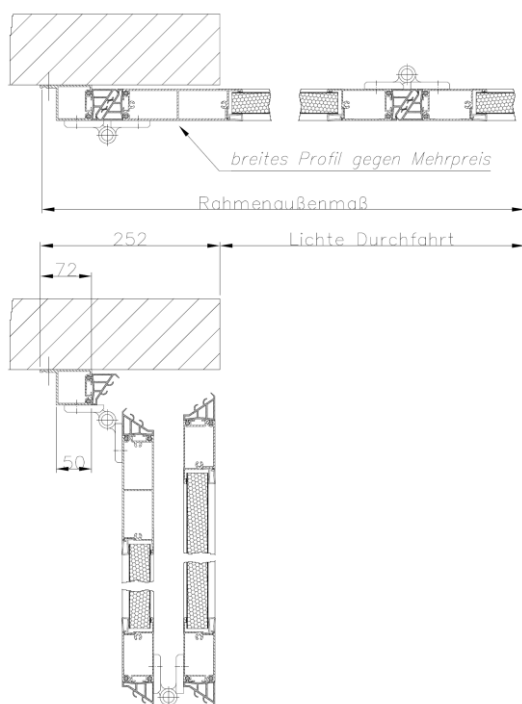 breites Profil gegen Mehrpreis
Rahmenaußenmaß
252 Lichte Durchfahrt
72
50